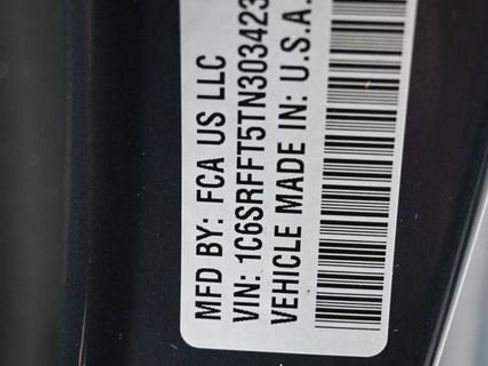 MFD BY: FCA US LLC
VIN: 1C6SRFFT5TN303423
VEHICLE MADE IN: U.S.A.